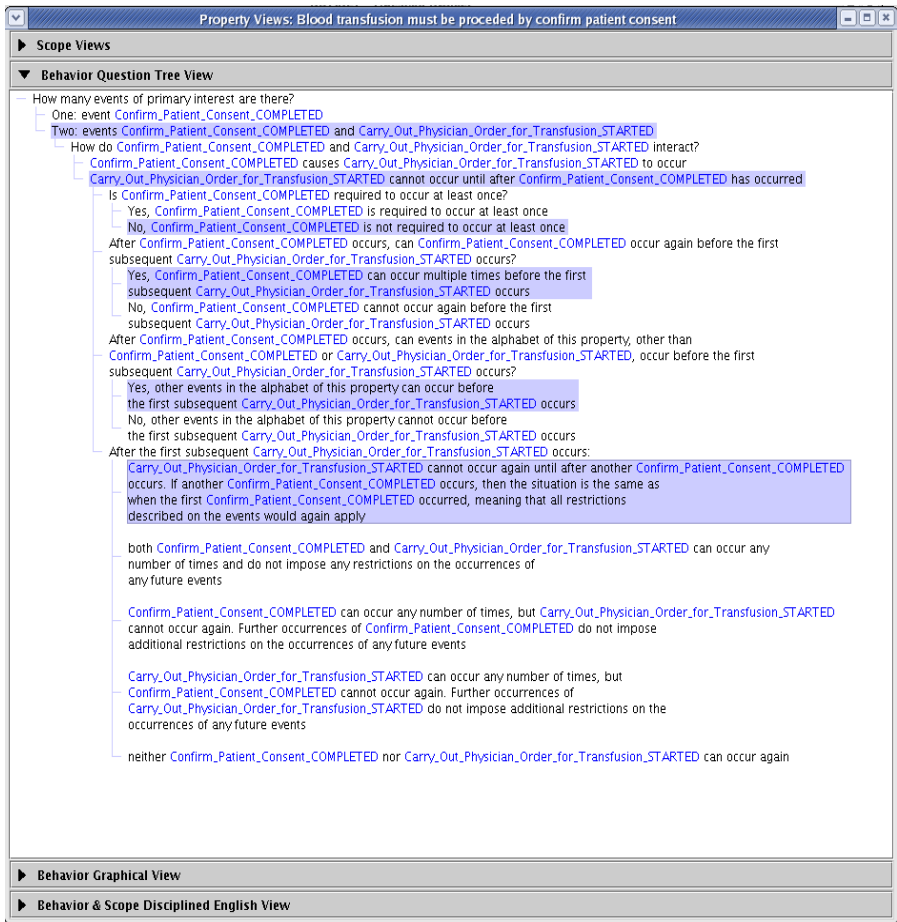 Property Views: Blood transfusion must be proceded by confirm patient consent
Scope Views
Behavior Question Tree View
How many events of primary interest are there?
One: event Confirm_Patient_Consent_COMPLETED
Two: events Confirm_Patient_Consent_COMPLETED and Carry_Out_Physician_Order_for_Transfusion_STARTED
How do Confirm_Patient_Consent_COMPLETED and Carry_Out_Physician_Order_for_Transfusion_STARTED interact?
Confirm_Patient_Consent_COMPLETED causes Carry_Out_Physician_Order_for_Transfusion_STARTED to occur
Carry_Out_Physician_Order_for_Transfusion_STARTED cannot occur until after Confirm_Patient_Consent_COMPLETED has occurred
Is Confirm_Patient_Consent_COMPLETED required to occur at least once?
Yes, Confirm_Patient_Consent_COMPLETED is required to occur at least once
No, Confirm_Patient_Consent_COMPLETED is not required to occur at least once
After Confirm_Patient_Consent_COMPLETED occurs, can Confirm_Patient_Consent_COMPLETED occur again before the first
subsequent Carry_Out_Physician_Order_for_Transfusion_STARTED occurs?
Yes, Confirm_Patient_Consent_COMPLETED can occur multiple times before the first
subsequent Carry_Out_Physician_Order_for_Transfusion_STARTED occurs
No, Confirm_Patient_Consent_COMPLETED cannot occur again before the first
subsequent Carry_Out_Physician_Order_for_Transfusion_STARTED occurs
After Confirm_Patient_Consent_COMPLETED occurs, can events in the alphabet of this property, other than
Confirm_Patient_Consent_COMPLETED or Carry_Out_Physician_Order_for_Transfusion_STARTED, occur before the first
subsequent Carry_Out_Physician_Order_for_Transfusion_STARTED occurs?
Yes, other events in the alphabet of this property can occur before
the first subsequent Carry_Out_Physician_Order_for_Transfusion_STARTED occurs
No, other events in the alphabet of this property cannot occur before
the first subsequent Carry_Out_Physician_Order_for_Transfusion_STARTED occurs
After the first subsequent Carry_Out_Physician_Order_for_Transfusion_STARTED occurs:
Carry_Out_Physician_Order_for_Transfusion_STARTED cannot occur again until after another Confirm_Patient_Consent_COMPLETED
occurs. If another Confirm_Patient_Consent_COMPLETED occurs, then the situation is the same as
when the first Confirm_Patient_Consent_COMPLETED occurred, meaning that all restrictions
described on the events would again apply
both Confirm_Patient_Consent_COMPLETED and Carry_Out_Physician_Order_for_Transfusion_STARTED can occur any
number of times and do not impose any restrictions on the occurrences of
any future events
Confirm_Patient_Consent_COMPLETED can occur any number of times, but Carry_Out_Physician_Order_for_Transfusion_STARTED
cannot occur again. Further occurrences of Confirm_Patient_Consent_COMPLETED do not impose
additional restrictions on the occurrences of any future events
Carry_Out_Physician_Order_for_Transfusion_STARTED can occur any number of times, but
Confirm_Patient_Consent_COMPLETED cannot occur again. Further occurrences of
Carry_Out_Physician_Order_for_Transfusion_STARTED do not impose additional restrictions on the
occurrences of any future events
neither Confirm_Patient_Consent_COMPLETED nor Carry_Out_Physician_Order_for_Transfusion_STARTED can occur again
Behavior Graphical View
Behavior & Scope Disciplined English View